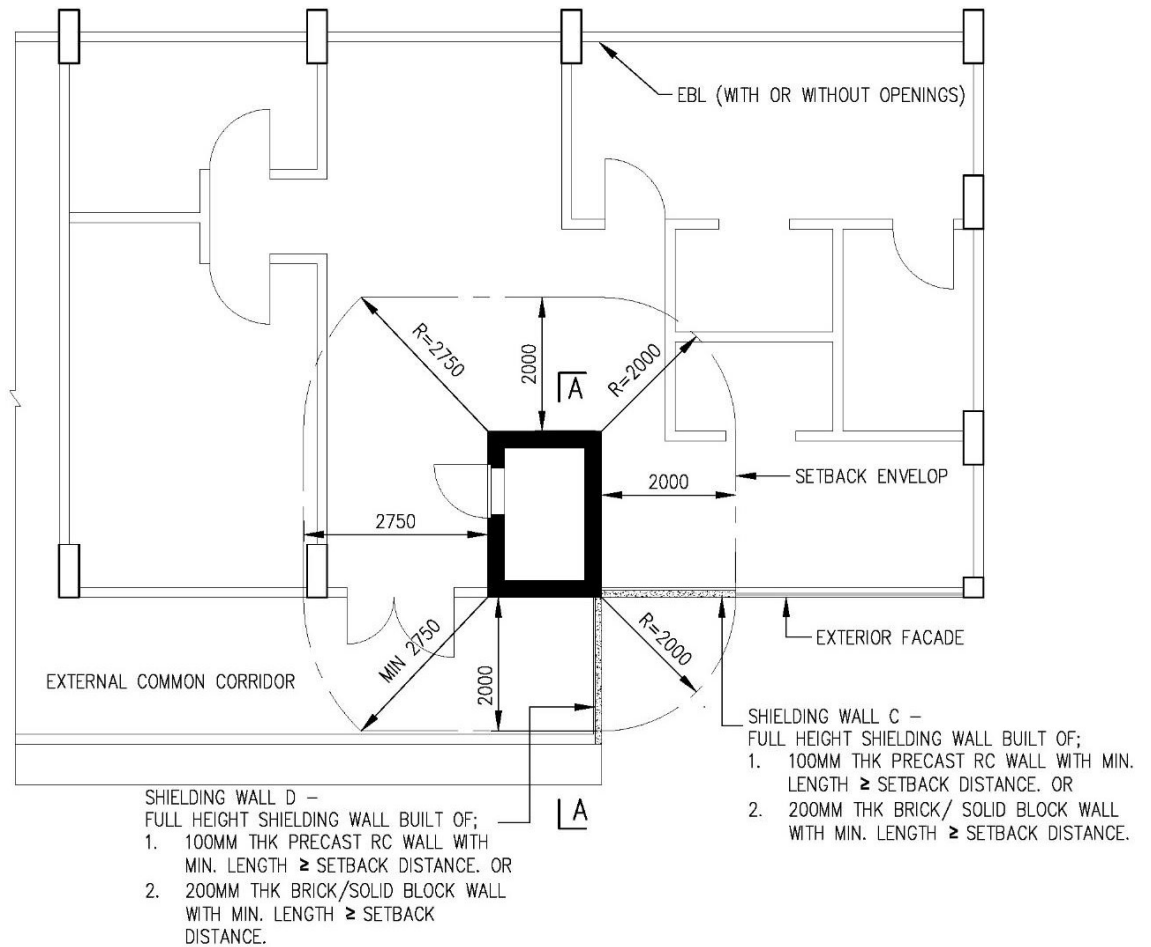 EBL (WITH OR WITHOUT OPENINGS)
R=2750
2000
A
R=2000
2000
SETBACK ENVELOP
2750
EXTERIOR FACADE
MIN 2750
2000
R=2000
EXTERNAL COMMON CORRIDOR
SHIELDING WALL C –
FULL HEIGHT SHIELDING WALL BUILT OF;
1. 100MM THK PRECAST RC WALL WITH MIN.
LENGTH ≥ SETBACK DISTANCE. OR
2. 200MM THK BRICK/ SOLID BLOCK WALL
WITH MIN. LENGTH ≥ SETBACK DISTANCE.
SHIELDING WALL D –
FULL HEIGHT SHIELDING WALL BUILT OF;
1. 100MM THK PRECAST RC WALL WITH
MIN. LENGTH ≥ SETBACK DISTANCE. OR
2. 200MM THK BRICK/SOLID BLOCK WALL
WITH MIN. LENGTH ≥ SETBACK
DISTANCE.
A